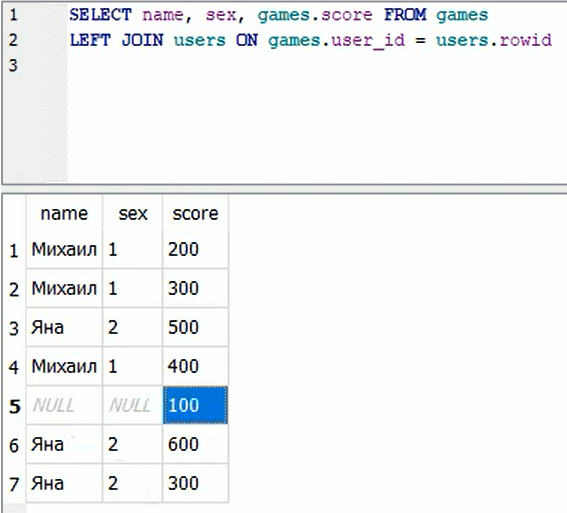 1 SELECT name, sex, games.score FROM games
2 LEFT JOIN users ON games.user_id = users.rowid
3
name sex score
1 Михаил 1 200
2 Михаил 1 300
3 Яна 2 500
4 Михаил 1 400
5 NULL NULL 100
6 Яна 2 600
7 Яна 2 300